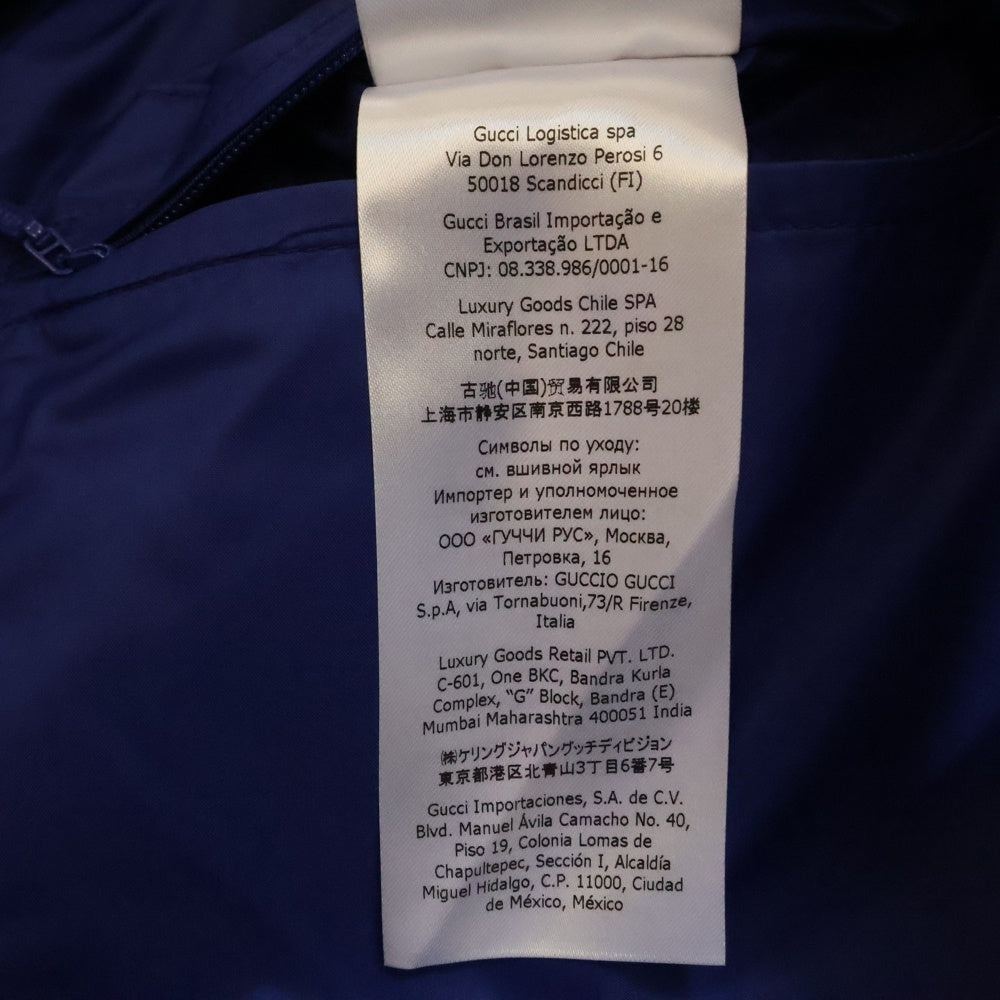 Gucci Logistica spa
Via Don Lorenzo Perosi 6
50018 Scandicci (FI)
Gucci Brasil Importação e
Exportação LTDA
CNPJ: 08.338.986/0001-16
Luxury Goods Chile SPA
Calle Miraflores n. 222, piso 28
norte, Santiago Chile
古驰(中国)贸易有限公司
上海市静安区南京西路1788号20楼
Символы по уходу:
см. вшивной ярлык
Импортер и уполномоченное
изготовителем лицо:
ООО «ГУЧЧИ РУС», Москва,
Петровка, 16
Изготовитель: GUCCIO GUCCI
S.p.A, via Tornabuoni,73/R Firenze,
Italia
Luxury Goods Retail PVT. LTD.
C-601, One BKC, Bandra Kurla
Complex, “G” Block, Bandra (E)
Mumbai Maharashtra 400051 India
㈱ケリングジャパングッチディビジョン
東京都港区北青山3丁目6番7号
Gucci Importaciones, S.A. de C.V.
Blvd. Manuel Ávila Camacho No. 40,
Piso 19, Colonia Lomas de
Chapultepec, Sección I, Alcaldía
Miguel Hidalgo, C.P. 11000, Ciudad
de México, México